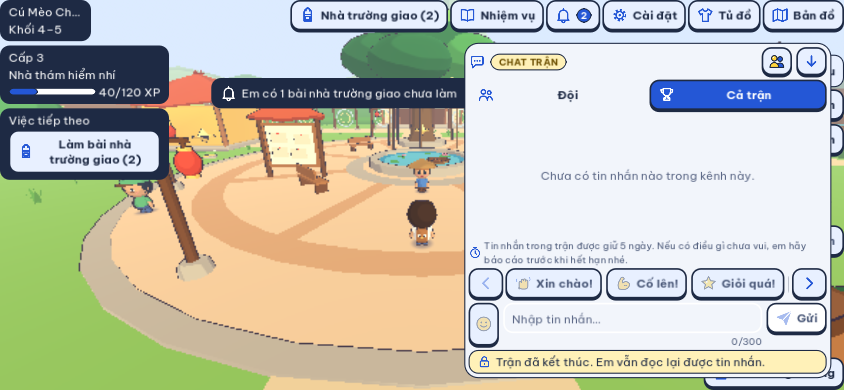 Cú Mèo Ch...
Khối 4–5
Nhà trường giao (2)
Nhiệm vụ
2
Cài đặt
Tủ đồ
Bản đồ
Cấp 3
Nhà thám hiểm nhí
40/120 XP
Việc tiếp theo
Làm bài nhà
trường giao (2)
Em có 1 bài nhà trường giao chưa làm
CHAT TRẬN
Đội
Cả trận
Chưa có tin nhắn nào trong kênh này.
Tin nhắn trong trận được giữ 5 ngày. Nếu có điều gì chưa vui, em hãy
báo cáo trước khi hết hạn nhé.
Xin chào!
Cố lên!
Giỏi quá!
Nhập tin nhắn...
Gửi
0/300
Trận đã kết thúc. Em vẫn đọc lại được tin nhắn.